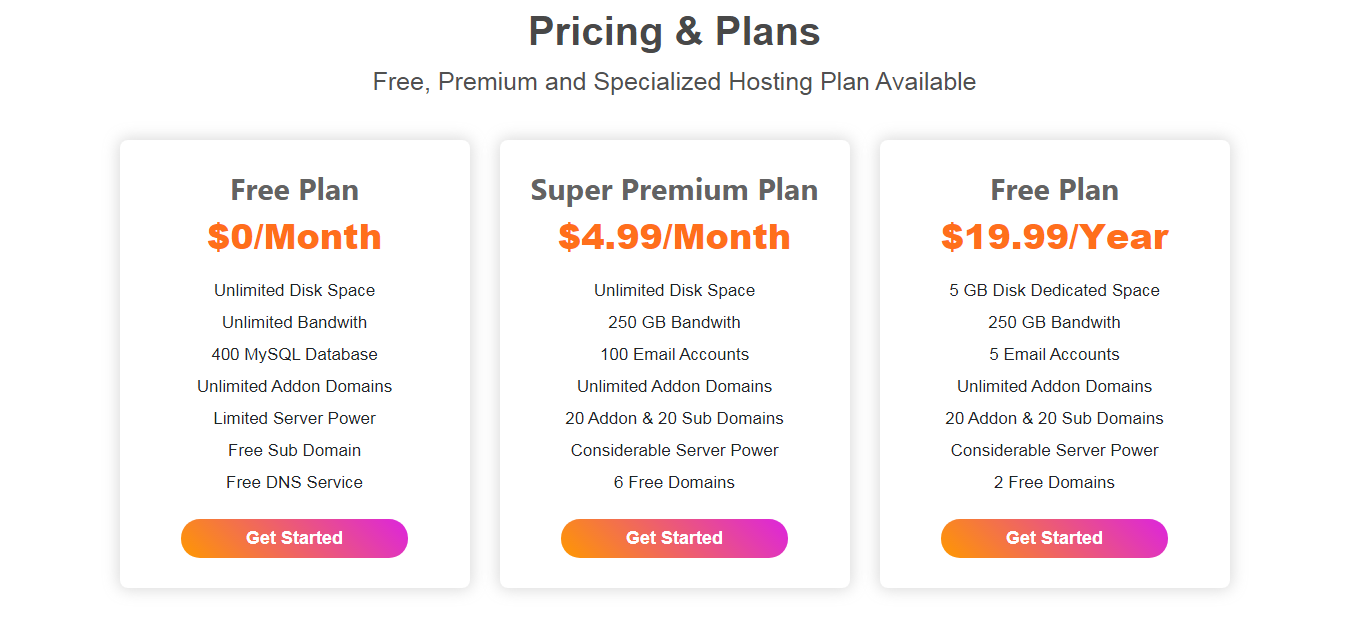 Pricing & Plans
Free, Premium and Specialized Hosting Plan Available
Free Plan
$0/Month
Unlimited Disk Space
Unlimited Bandwith
400 MySQL Database
Unlimited Addon Domains
Limited Server Power
Free Sub Domain
Free DNS Service
Get Started
Super Premium Plan
$4.99/Month
Unlimited Disk Space
250 GB Bandwith
100 Email Accounts
Unlimited Addon Domains
20 Addon & 20 Sub Domains
Considerable Server Power
6 Free Domains
Get Started
Free Plan
$19.99/Year
5 GB Disk Dedicated Space
250 GB Bandwith
5 Email Accounts
Unlimited Addon Domains
20 Addon & 20 Sub Domains
Considerable Server Power
2 Free Domains
Get Started